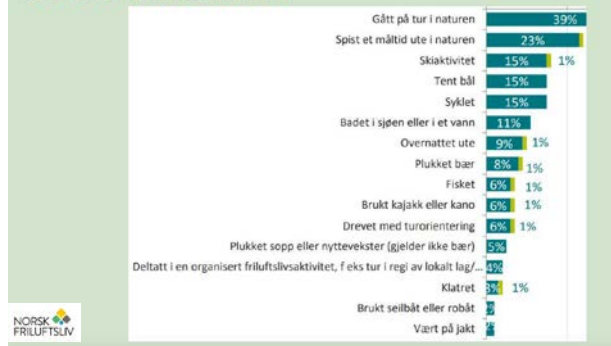 Gått på tur i naturen 39%
Spist et måltid ute i naturen 23%
Skiaktivitet 15% 1%
Tent bål 15%
Syklet 15%
Badet i sjøen eller i et vann 11%
Overnattet ute 9% 1%
Plukket bær 8% 1%
Fisket 6% 1%
Brukt kajakk eller kano 6% 1%
Drevet med turorientering 6% 1%
Plukket sopp eller nyttevekster (gjelder ikke bær) 5%
Deltatt i en organisert friluftslivsaktivitet, f eks tur i regi av lokalt lag/... 4%
Klatret 3% 1%
Brukt seilbåt eller robåt
Vært på jakt
NORSK
FRILUFTSLIV